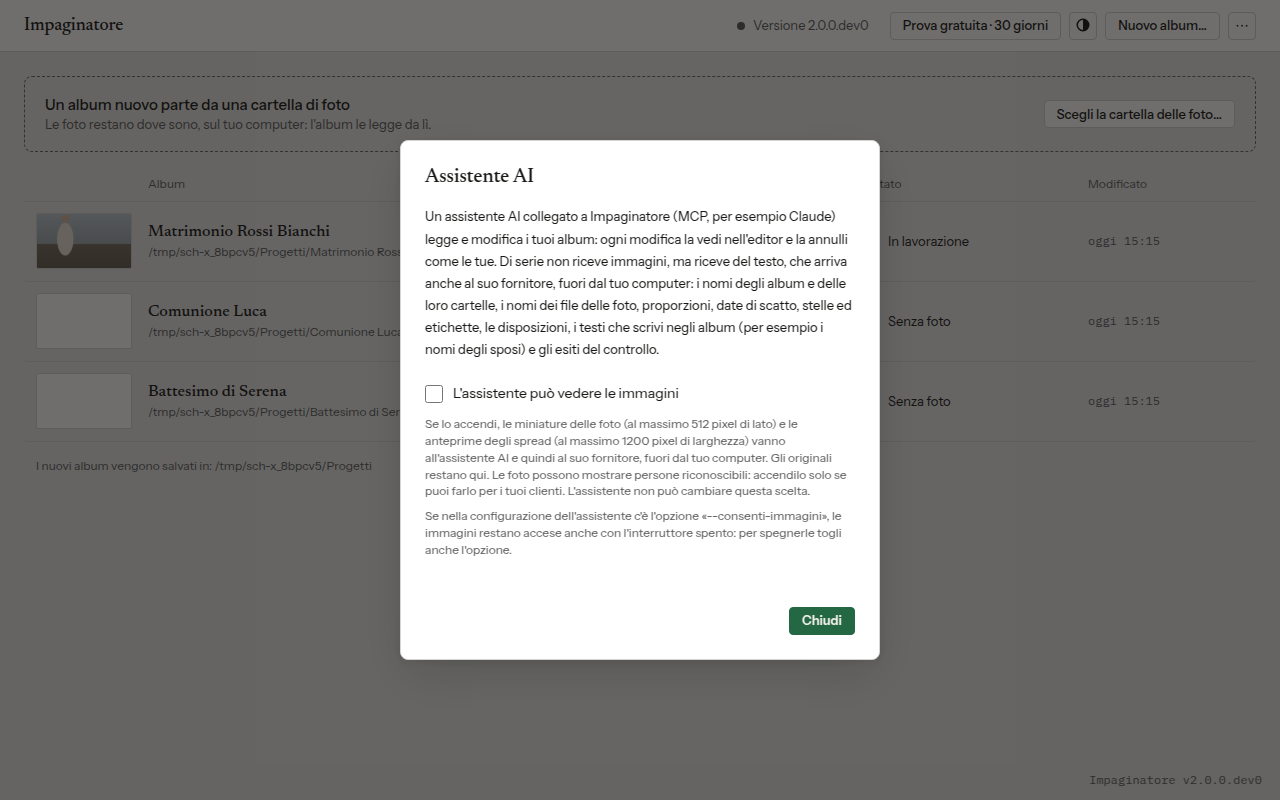 Impaginatore
Versione 2.0.0.dev0
Prova gratuita · 30 giorni
Nuovo album…
Un album nuovo parte da una cartella di foto
Le foto restano dove sono, sul tuo computer: l'album le legge da lì.
Scegli la cartella delle foto…
Album
tato
Modificato
Matrimonio Rossi Bianchi
/tmp/sch-x_8bpcv5/Progetti/Matrimonio Ross
In lavorazione
oggi 15:15
Comunione Luca
/tmp/sch-x_8bpcv5/Progetti/Comunione Luca
Senza foto
oggi 15:15
Battesimo di Serena
/tmp/sch-x_8bpcv5/Progetti/Battesimo di Ser
Senza foto
oggi 15:15
I nuovi album vengono salvati in: /tmp/sch-x_8bpcv5/Progetti
Assistente AI
Un assistente AI collegato a Impaginatore (MCP, per esempio Claude)
legge e modifica i tuoi album: ogni modifica la vedi nell'editor e la annulli
come le tue. Di serie non riceve immagini, ma riceve del testo, che arriva
anche al suo fornitore, fuori dal tuo computer: i nomi degli album e delle
loro cartelle, i nomi dei file delle foto, proporzioni, date di scatto, stelle ed
etichette, le disposizioni, i testi che scrivi negli album (per esempio i
nomi degli sposi) e gli esiti del controllo.
L'assistente può vedere le immagini
Se lo accendi, le miniature delle foto (al massimo 512 pixel di lato) e le
anteprime degli spread (al massimo 1200 pixel di larghezza) vanno
all'assistente AI e quindi al suo fornitore, fuori dal tuo computer. Gli originali
restano qui. Le foto possono mostrare persone riconoscibili: accendilo solo se
puoi farlo per i tuoi clienti. L'assistente non può cambiare questa scelta.
Se nella configurazione dell'assistente c'è l'opzione «--consenti-immagini», le
immagini restano accese anche con l'interruttore spento: per spegnerle togli
anche l'opzione.
Chiudi
Impaginatore v2.0.0.dev0